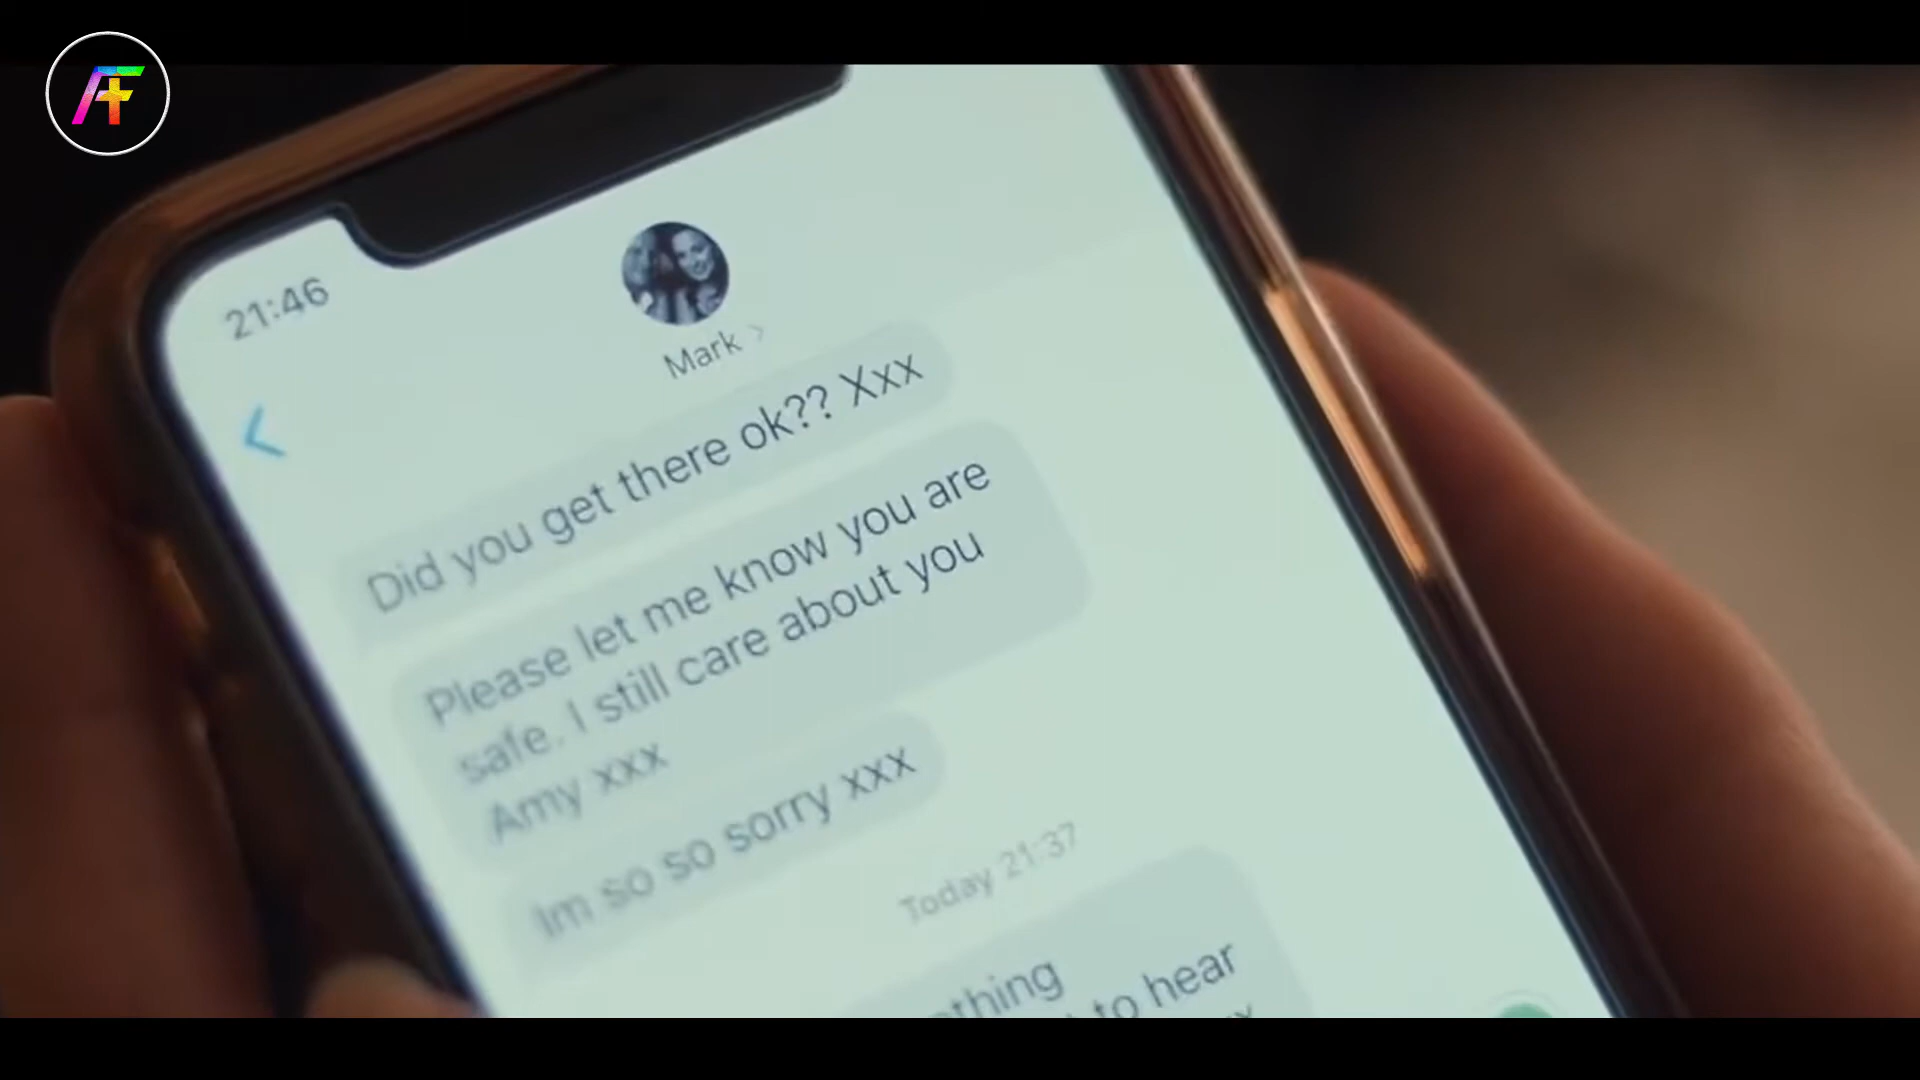 AF
21:46
Mark
Did you get there ok?? Xxx
Please let me know you are
safe. I still care about you
Amy xxx
Im so so sorry xxx
Today 21:37
to hear